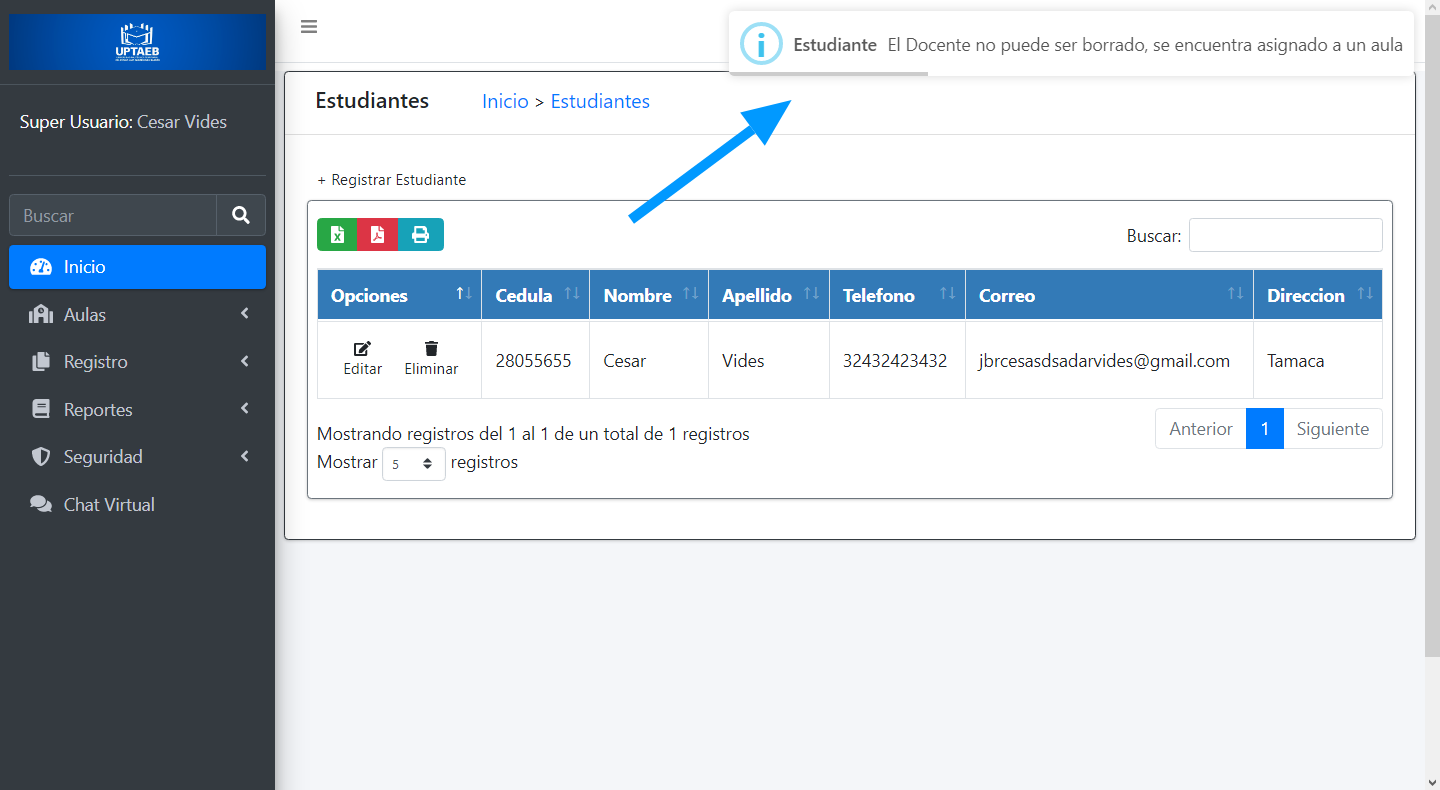 UPTAEB
Super Usuario: Cesar Vides
Buscar
Inicio
Aulas
Registro
Reportes
Seguridad
Chat Virtual
Estudiante El Docente no puede ser borrado, se encuentra asignado a un aula
Estudiantes Inicio > Estudiantes
+ Registrar Estudiante
Buscar:
Opciones Cedula Nombre Apellido Telefono Correo Direccion
Editar Eliminar 28055655 Cesar Vides 32432423432 jbrcesasdsadarvides@gmail.com Tamaca
Mostrando registros del 1 al 1 de un total de 1 registros
Mostrar 5 registros
Anterior 1 Siguiente